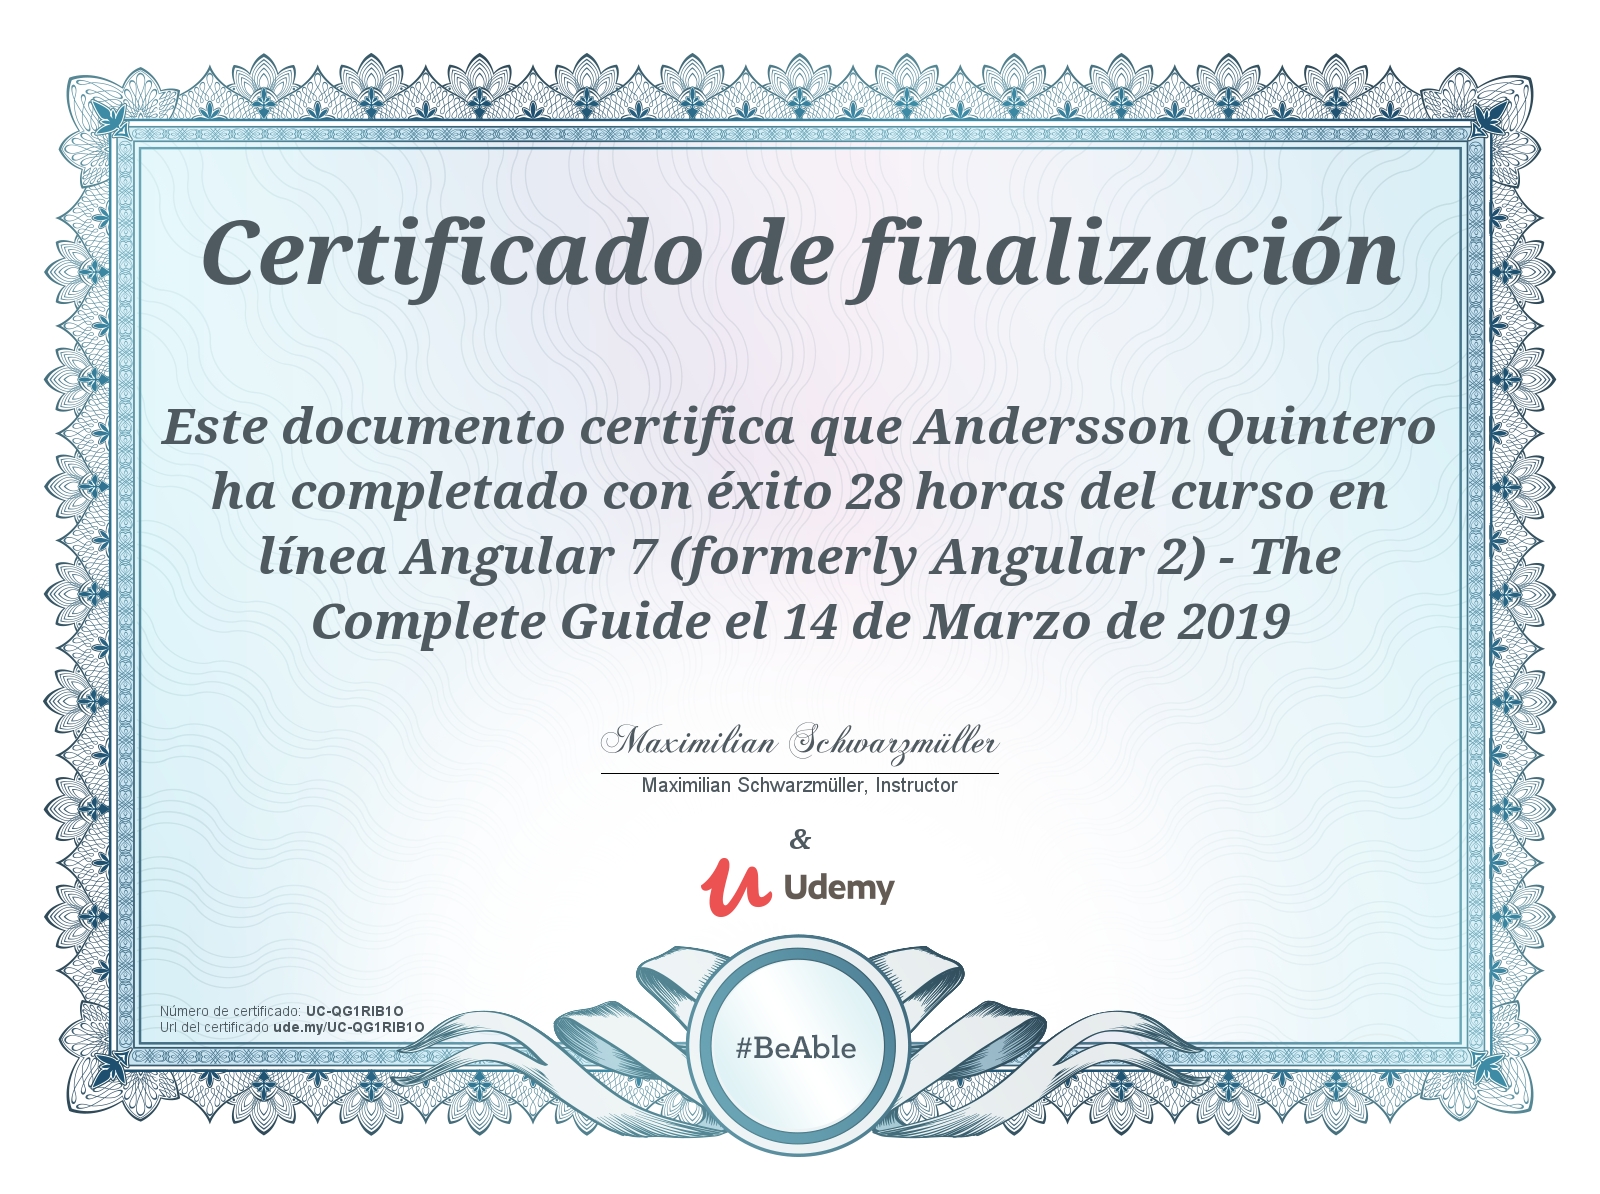 Certificado de finalización
Este documento certifica que Andersson Quintero
ha completado con éxito 28 horas del curso en
línea Angular 7 (formerly Angular 2) - The
Complete Guide el 14 de Marzo de 2019
Maximilian Schwarzmüller
Maximilian Schwarzmüller, Instructor
&
Udemy
Número de certificado: UC-QG1RIB1O
Url del certificado ude.my/UC-QG1RIB1O
#BeAble